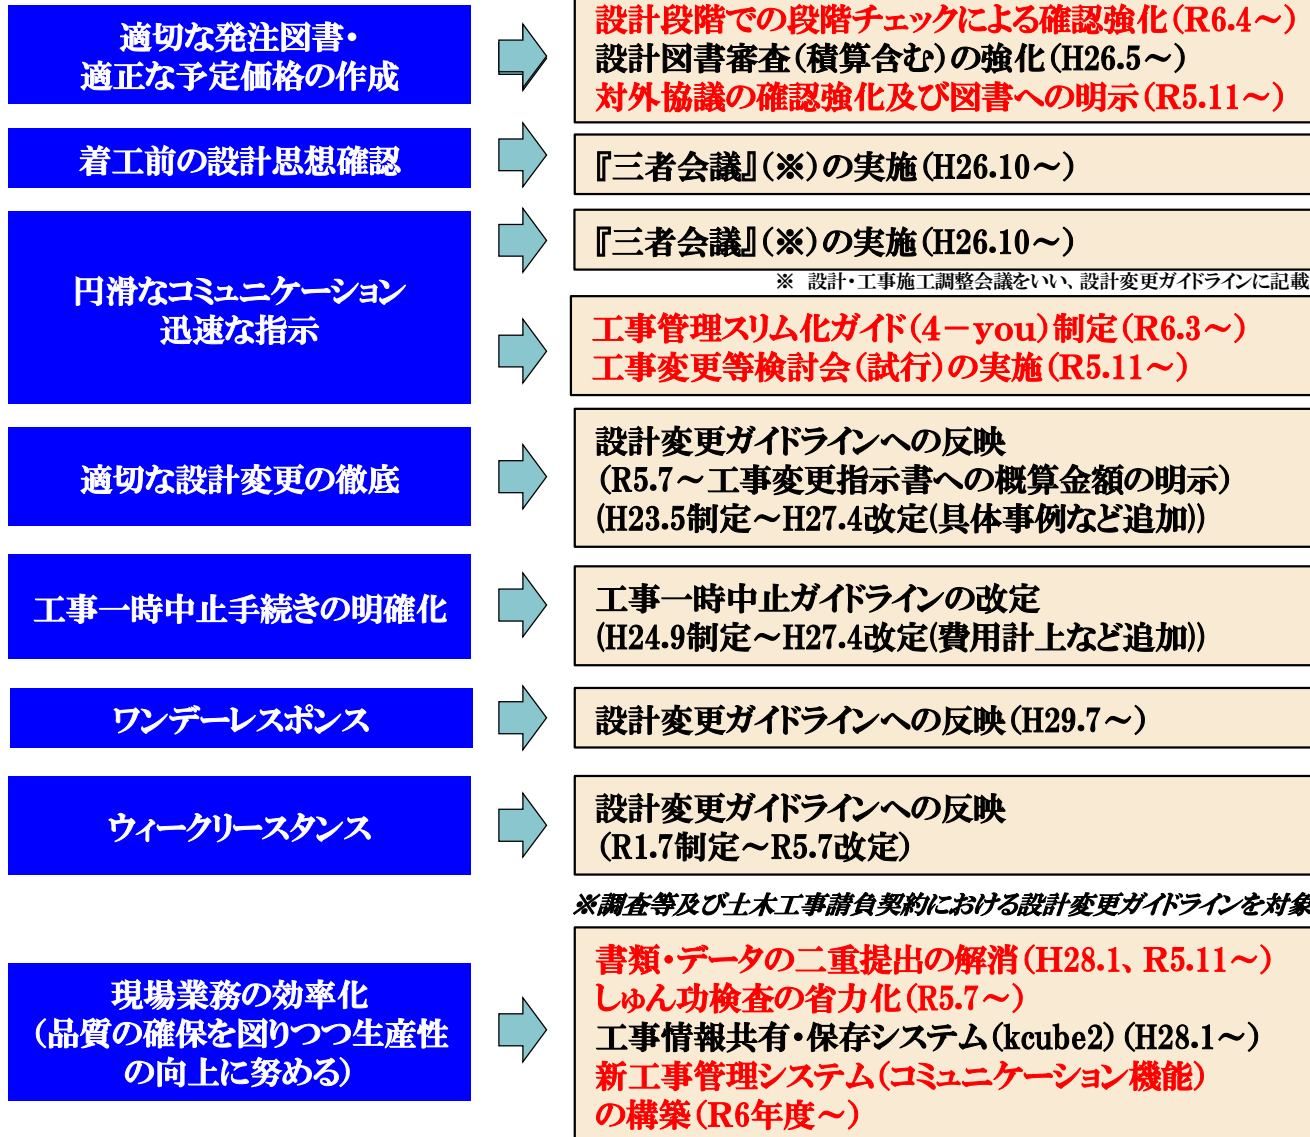 適切な発注図書・
適正な予定価格の作成
設計段階での段階チェックによる確認強化(R6.4～)
設計図書審査(積算含む)の強化(H26.5～)
対外協議の確認強化及び図書への明示(R5.11～)
着工前の設計思想確認
『三者会議』(※)の実施(H26.10～)
円滑なコミュニケーション
迅速な指示
『三者会議』(※)の実施(H26.10～)
※ 設計・工事施工調整会議をいい、設計変更ガイドラインに記載
工事管理スリム化ガイド(4－you)制定(R6.3～)
工事変更等検討会(試行)の実施(R5.11～)
適切な設計変更の徹底
設計変更ガイドラインへの反映
(R5.7～工事変更指示書への概算金額の明示)
(H23.5制定～H27.4改定(具体事例など追加))
工事一時中止手続きの明確化
工事一時中止ガイドラインの改定
(H24.9制定～H27.4改定(費用計上など追加))
ワンデーレスポンス
設計変更ガイドラインへの反映(H29.7～)
ウィークリースタンス
設計変更ガイドラインへの反映
(R1.7制定～R5.7改定)
※調査等及び土木工事請負契約における設計変更ガイドラインを対象
現場業務の効率化
(品質の確保を図りつつ生産性
の向上に努める)
書類・データの二重提出の解消(H28.1、R5.11～)
しゅん功検査の省力化(R5.7～)
工事情報共有・保存システム(kcube2)(H28.1～)
新工事管理システム(コミュニケーション機能)
の構築(R6年度～)